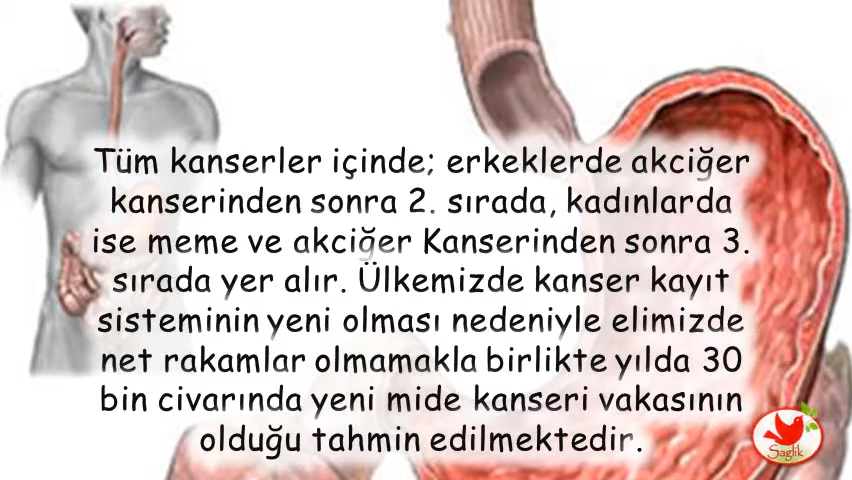 Tüm kanserler içinde; erkeklerde akciğer
kanserinden sonra 2. sırada, kadınlarda
ise meme ve akciğer Kanserinden sonra 3.
sırada yer alır. Ülkemizde kanser kayıt
sisteminin yeni olması nedeniyle elimizde
net rakamlar olmamakla birlikte yılda 30
bin civarında yeni mide kanseri vakasının
olduğu tahmin edilmektedir.
Saglik